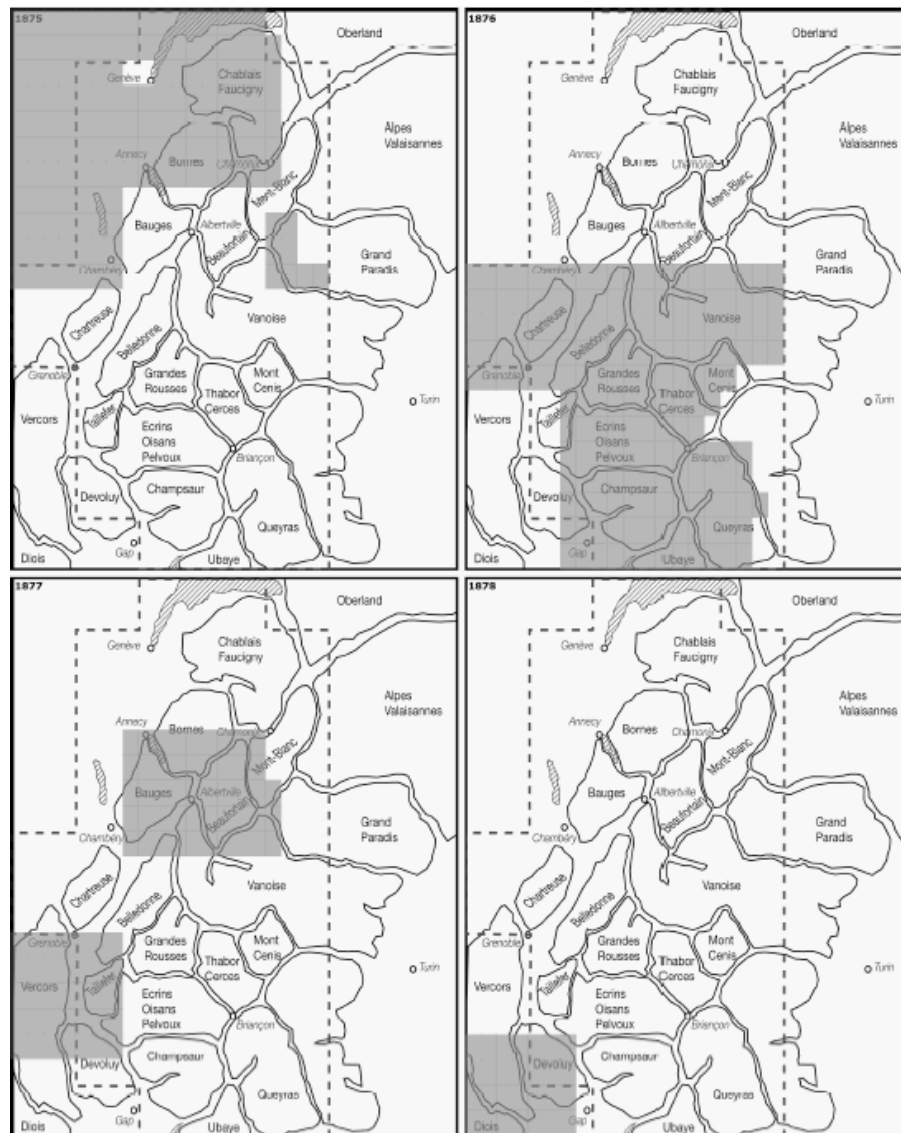 1875
Oberland
Genève
Chablais
Faucigny
Alpes
Valaisannes
Annecy
Bornes
Chamonix
Mont-Blanc
Bauges
Albertville
Beaufortain
Grand
Paradis
Chambéry
Chartreuse
Belledonne
Vanoise
Grenoble
Grandes
Rousses
Mont
Cenis
Thabor
Cerces
Turin
Vercors
Taillefer
Ecrins
Oisans
Pelvoux
Briançon
Devoluy
Champsaur
Queyras
Gap
Diois
Ubaye
1876
Oberland
Genève
Chablais
Faucigny
Alpes
Valaisannes
Annecy
Bornes
Chamonix
Mont-Blanc
Bauges
Albertville
Beaufortain
Grand
Paradis
Chambéry
Chartreuse
Belledonne
Vanoise
Grenoble
Grandes
Rousses
Mont
Cenis
Thabor
Cerces
Turin
Vercors
Taillefer
Ecrins
Oisans
Pelvoux
Briançon
Devoluy
Champsaur
Queyras
Gap
Diois
Ubaye
1877
Oberland
Genève
Chablais
Faucigny
Alpes
Valaisannes
Annecy
Bornes
Chamonix
Mont-Blanc
Bauges
Albertville
Beaufortain
Grand
Paradis
Chambéry
Chartreuse
Belledonne
Vanoise
Grenoble
Grandes
Rousses
Mont
Cenis
Thabor
Cerces
Turin
Vercors
Taillefer
Ecrins
Oisans
Pelvoux
Briançon
Devoluy
Champsaur
Queyras
Gap
Diois
Ubaye
1878
Oberland
Genève
Chablais
Faucigny
Alpes
Valaisannes
Annecy
Bornes
Chamonix
Mont-Blanc
Bauges
Albertville
Beaufortain
Grand
Paradis
Chambéry
Chartreuse
Belledonne
Vanoise
Grenoble
Grandes
Rousses
Mont
Cenis
Thabor
Cerces
Turin
Vercors
Taillefer
Ecrins
Oisans
Pelvoux
Briançon
Devoluy
Champsaur
Queyras
Gap
Diois
Ubaye